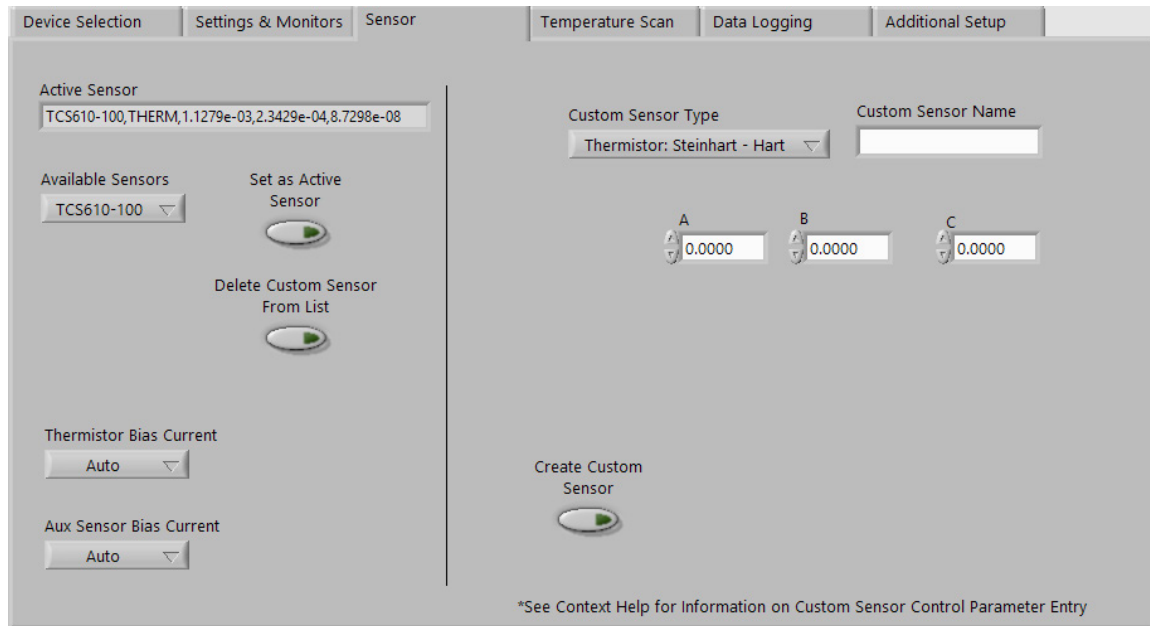 Device Selection
Settings & Monitors
Sensor
Temperature Scan
Data Logging
Additional Setup
Active Sensor
TCS610-100,THERM,1.1279e-03,2.3429e-04,8.7298e-08
Available Sensors
TCS610-100
Set as Active
Sensor
Delete Custom Sensor
From List
Thermistor Bias Current
Auto
Aux Sensor Bias Current
Auto
Custom Sensor Type
Thermistor: Steinhart - Hart
Custom Sensor Name
A
0.0000
B
0.0000
C
0.0000
Create Custom
Sensor
*See Context Help for Information on Custom Sensor Control Parameter Entry